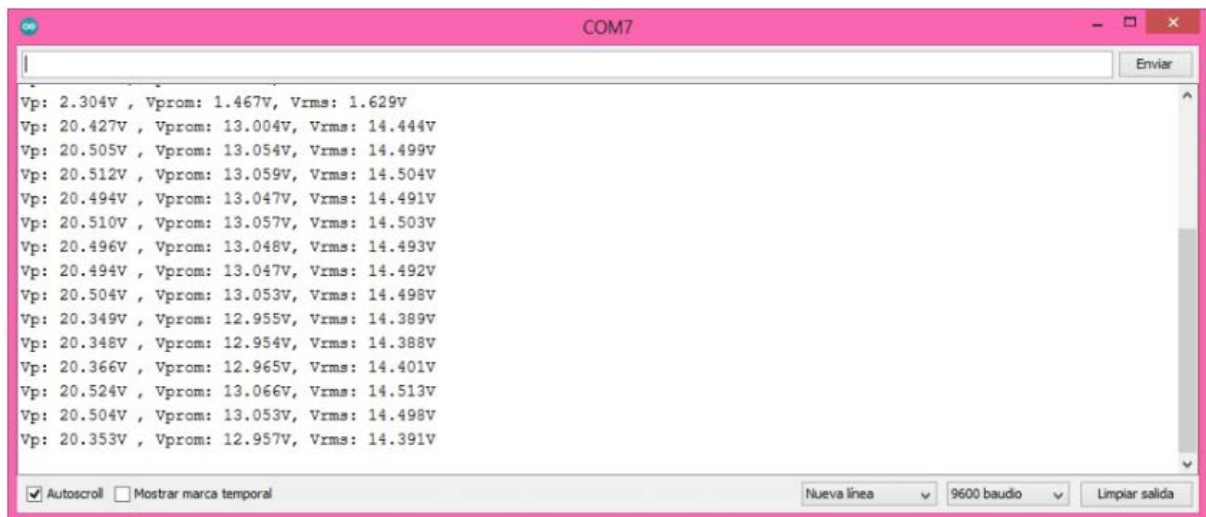 COM7
Enviar
Vp: 2.304V , Vprom: 1.467V, Vrms: 1.629V
Vp: 20.427V , Vprom: 13.004V, Vrms: 14.444V
Vp: 20.505V , Vprom: 13.054V, Vrms: 14.499V
Vp: 20.512V , Vprom: 13.059V, Vrms: 14.504V
Vp: 20.494V , Vprom: 13.047V, Vrms: 14.491V
Vp: 20.510V , Vprom: 13.057V, Vrms: 14.503V
Vp: 20.496V , Vprom: 13.048V, Vrms: 14.493V
Vp: 20.494V , Vprom: 13.047V, Vrms: 14.492V
Vp: 20.504V , Vprom: 13.053V, Vrms: 14.498V
Vp: 20.349V , Vprom: 12.955V, Vrms: 14.389V
Vp: 20.348V , Vprom: 12.954V, Vrms: 14.388V
Vp: 20.366V , Vprom: 12.965V, Vrms: 14.401V
Vp: 20.524V , Vprom: 13.066V, Vrms: 14.513V
Vp: 20.504V , Vprom: 13.053V, Vrms: 14.498V
Vp: 20.353V , Vprom: 12.957V, Vrms: 14.391V
Autoscroll Mostrar marca temporal Nueva línea 9600 baudio Limpiar salida